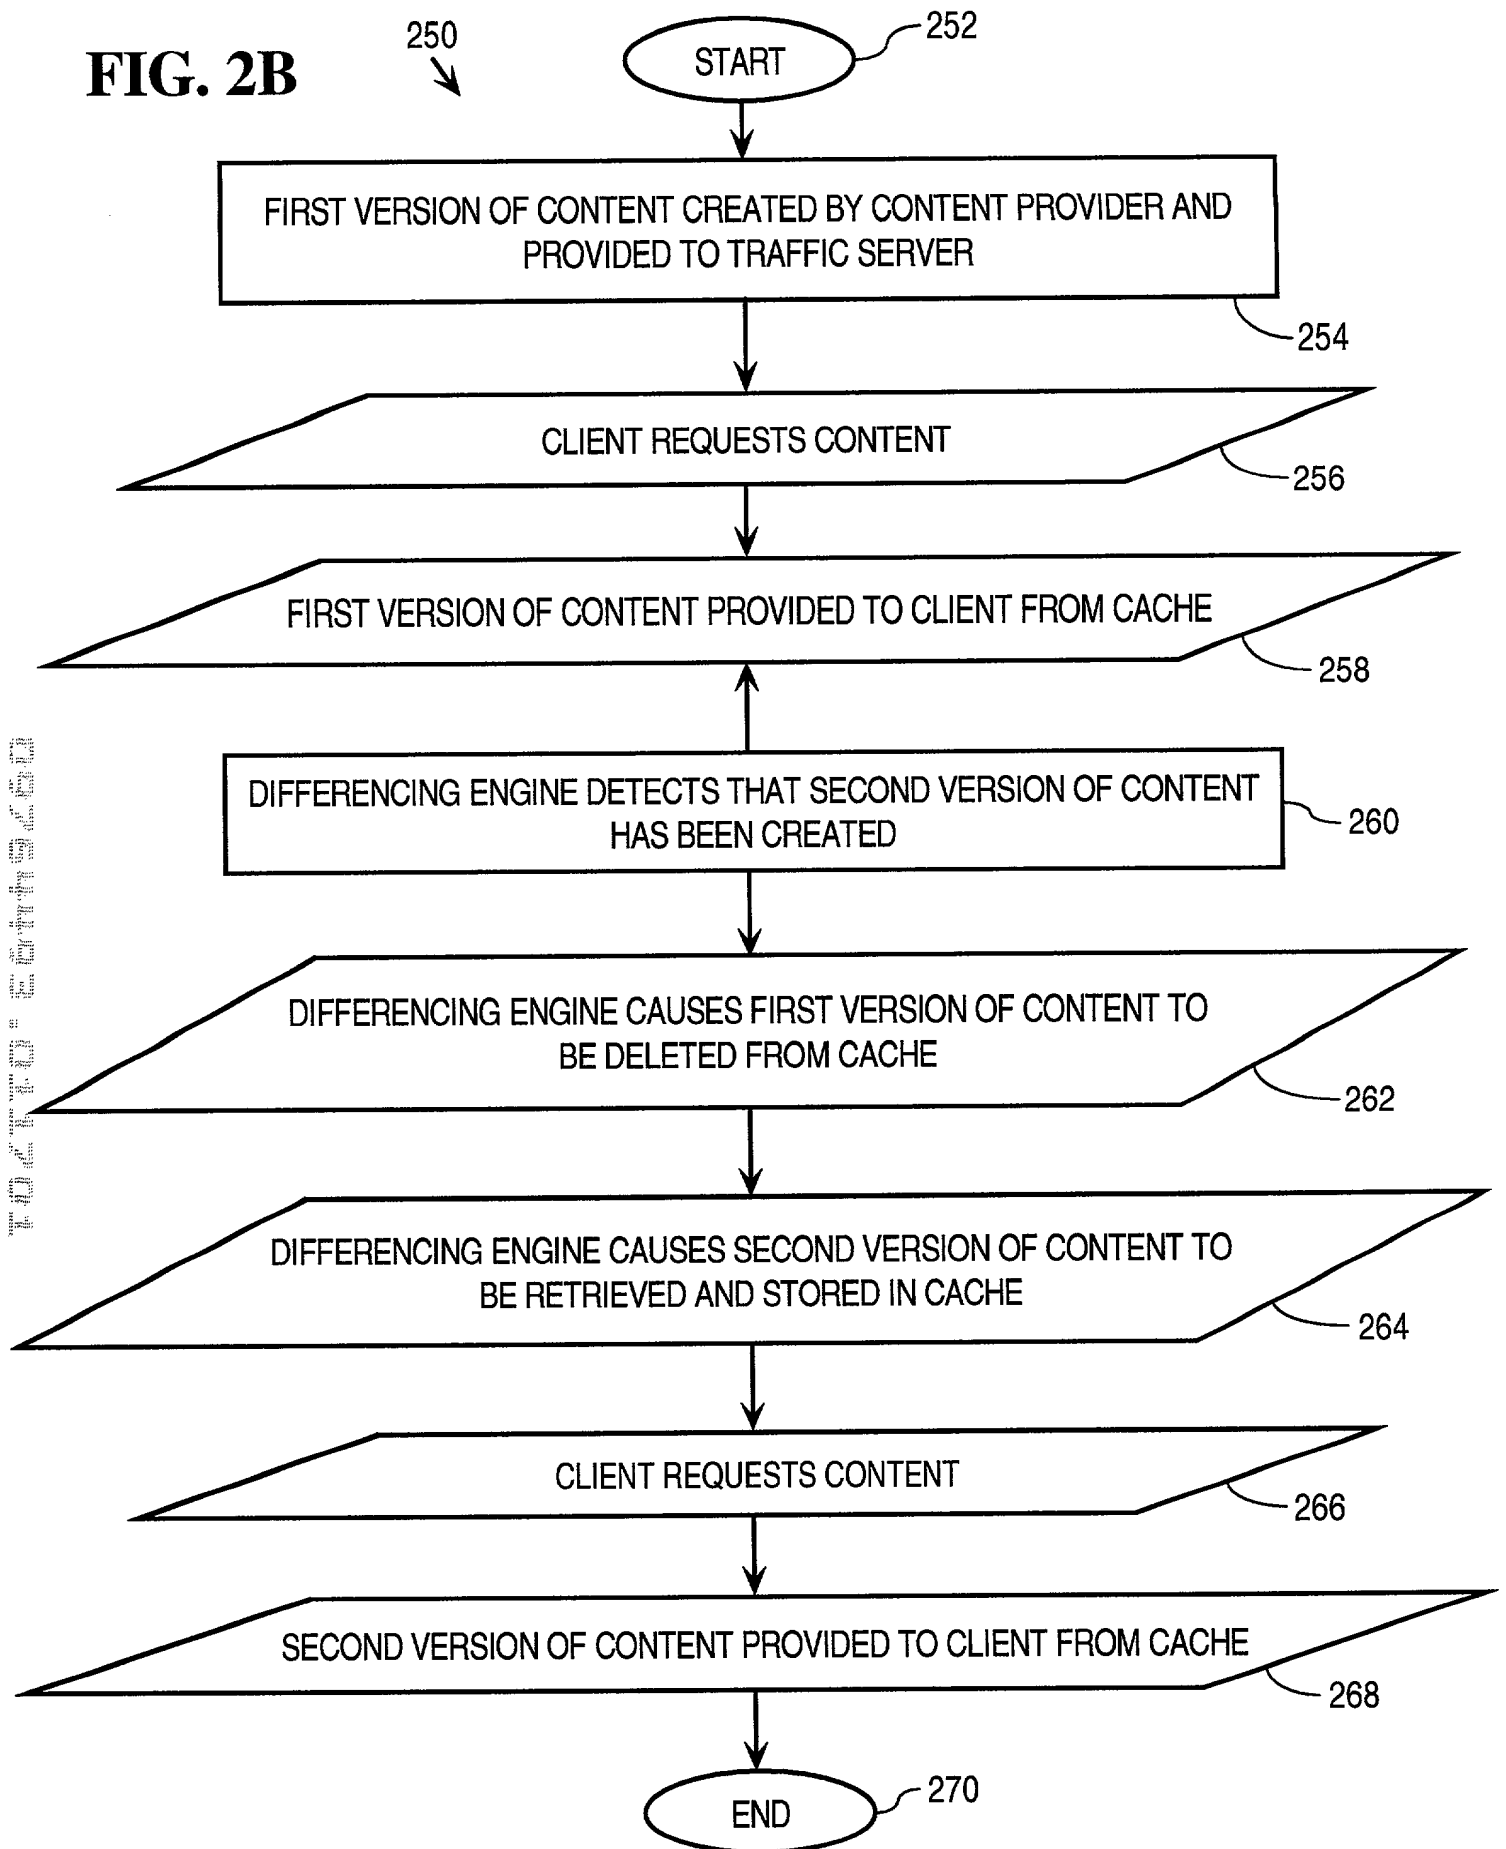 FIG. 2B
250
START
252
FIRST VERSION OF CONTENT CREATED BY CONTENT PROVIDER AND
PROVIDED TO TRAFFIC SERVER
254
CLIENT REQUESTS CONTENT
256
FIRST VERSION OF CONTENT PROVIDED TO CLIENT FROM CACHE
258
DIFFERENCING ENGINE DETECTS THAT SECOND VERSION OF CONTENT
HAS BEEN CREATED
260
DIFFERENCING ENGINE CAUSES FIRST VERSION OF CONTENT TO
BE DELETED FROM CACHE
262
DIFFERENCING ENGINE CAUSES SECOND VERSION OF CONTENT TO
BE RETRIEVED AND STORED IN CACHE
264
CLIENT REQUESTS CONTENT
266
SECOND VERSION OF CONTENT PROVIDED TO CLIENT FROM CACHE
268
END
270